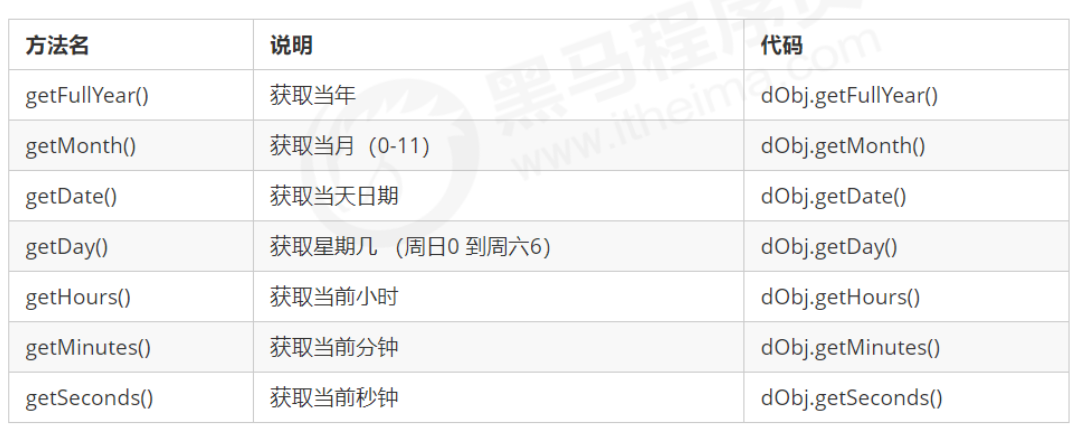 黑马程序员
www.itheima.com
方法名 说明 代码
getFullYear() 获取当年 dObj.getFullYear()
getMonth() 获取当月（0-11） dObj.getMonth()
getDate() 获取当天日期 dObj.getDate()
getDay() 获取星期几 （周日0 到周六6） dObj.getDay()
getHours() 获取当前小时 dObj.getHours()
getMinutes() 获取当前分钟 dObj.getMinutes()
getSeconds() 获取当前秒钟 dObj.getSeconds()